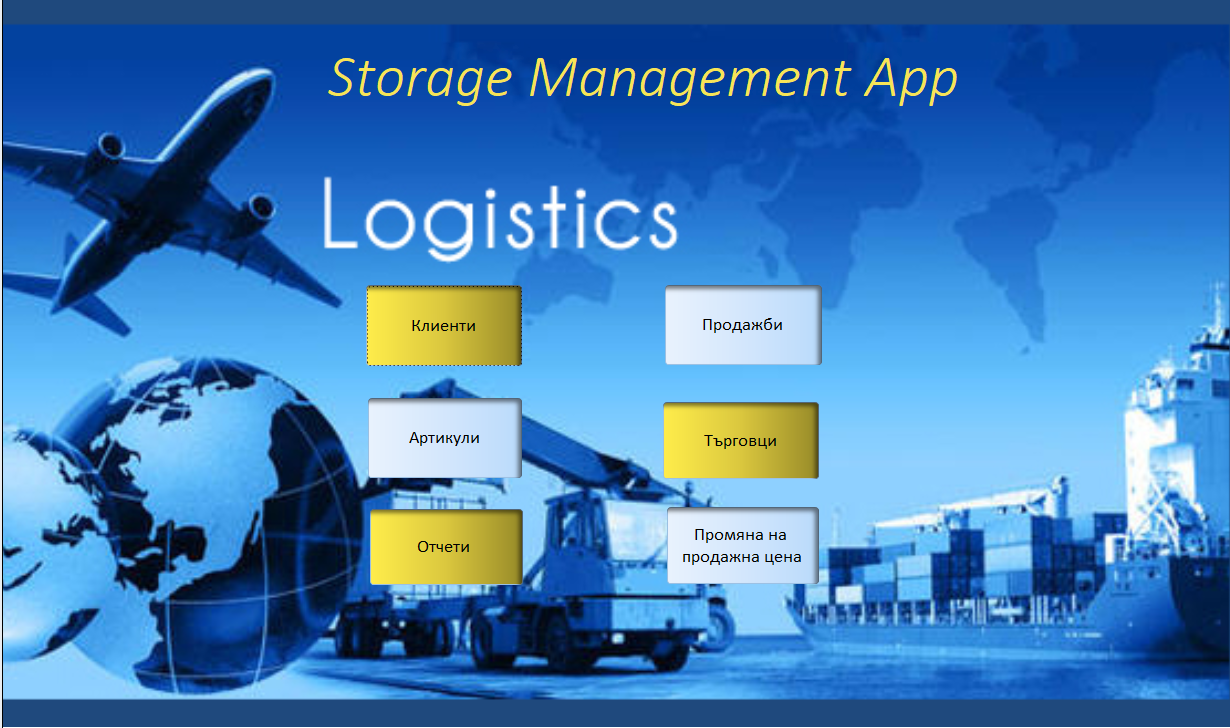 Storage Management App
Logistics
Клиенти
Продажби
Артикули
Търговци
Отчети
Промяна на
продажна цена